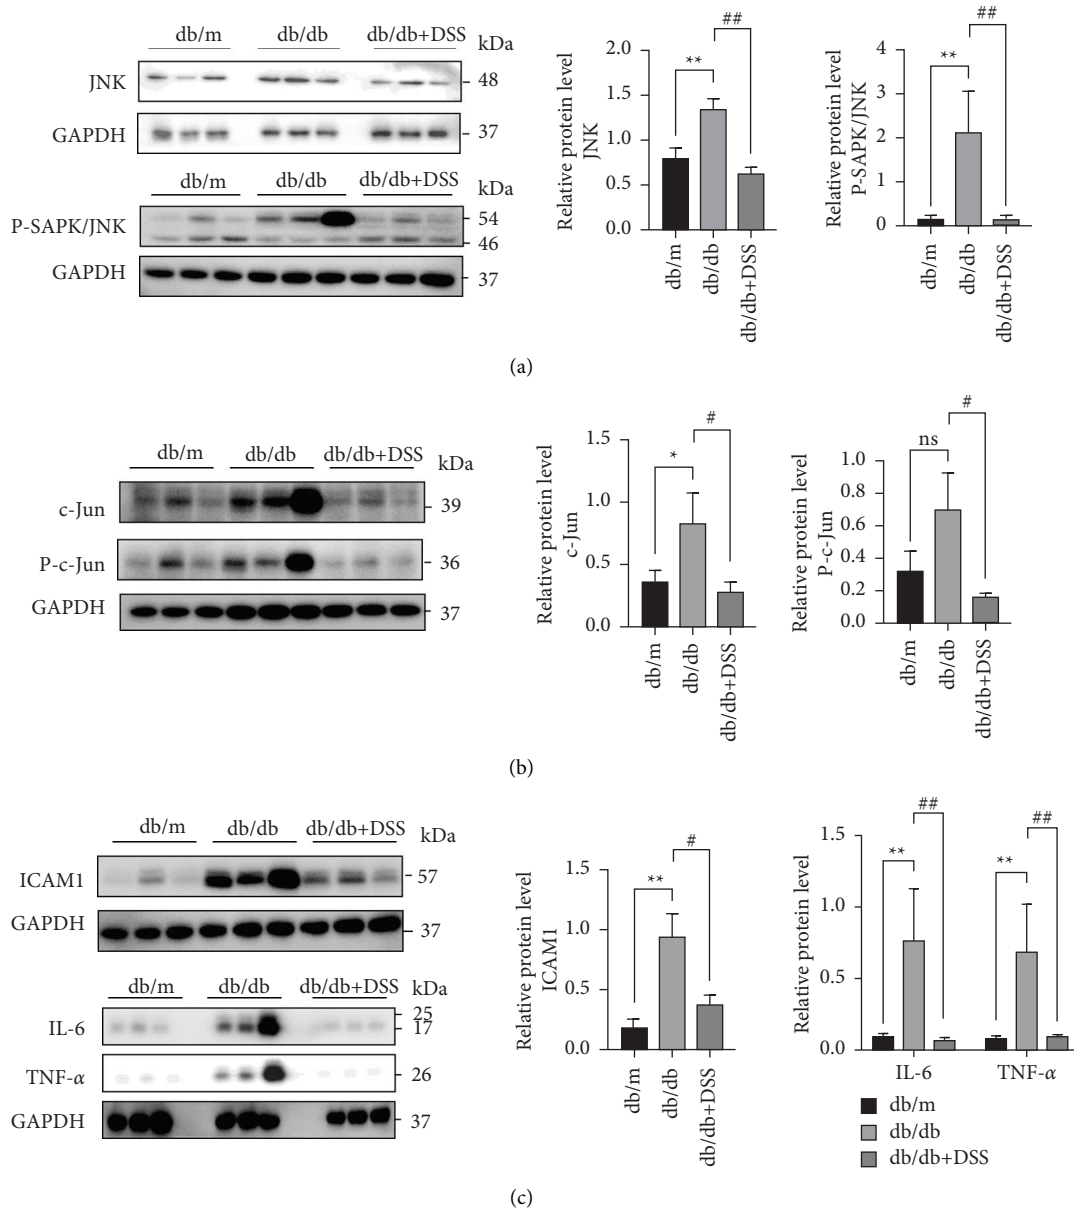 db/m db/db db/db+DSS kDa
JNK 48
GAPDH 37
db/m db/db db/db+DSS kDa
P-SAPK/JNK 54
46
GAPDH 37
Relative protein level
JNK
2.0
1.5
1.0
0.5
0.0
**
##
db/m
db/db
db/db+DSS
Relative protein level
P-SAPK/JNK
4
3
2
1
0
**
##
db/m
db/db
db/db+DSS
(a)
db/m db/db db/db+DSS kDa
c-Jun 39
P-c-Jun 36
GAPDH 37
Relative protein level
c-Jun
1.5
1.0
0.5
0.0
*
#
db/m
db/db
db/db+DSS
Relative protein level
P-c-Jun
1.0
0.8
0.6
0.4
0.2
0.0
ns
#
db/m
db/db
db/db+DSS
(b)
db/m db/db db/db+DSS kDa
ICAM1 57
GAPDH 37
db/m db/db db/db+DSS kDa
25
IL-6 17
TNF-α 26
GAPDH 37
Relative protein level
ICAM1
1.5
1.0
0.5
0.0
**
#
db/m
db/db
db/db+DSS
Relative protein level
1.5
1.0
0.5
0.0
**
##
**
##
IL-6 TNF-α
db/m
db/db
db/db+DSS
(c)